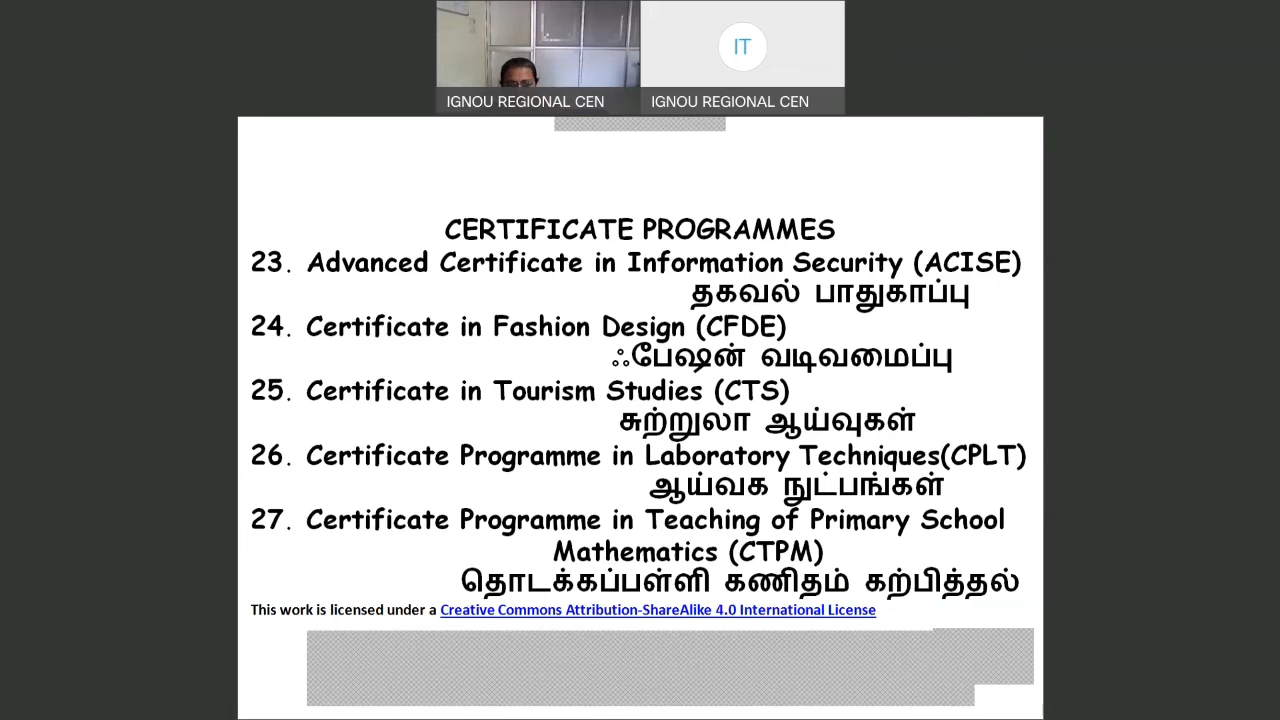 IT
IGNOU REGIONAL CEN
IGNOU REGIONAL CEN
CERTIFICATE PROGRAMMES
23. Advanced Certificate in Information Security (ACISE)
தகவல் பாதுகாப்பு
24. Certificate in Fashion Design (CFDE)
ஃபேஷன் வடிவமைப்பு
25. Certificate in Tourism Studies (CTS)
சுற்றுலா ஆய்வுகள்
26. Certificate Programme in Laboratory Techniques(CPLT)
ஆய்வக நுட்பங்கள்
27. Certificate Programme in Teaching of Primary School
Mathematics (CTPM)
தொடக்கப்பள்ளி கணிதம் கற்பித்தல்
This work is licensed under a Creative Commons Attribution-ShareAlike 4.0 International License